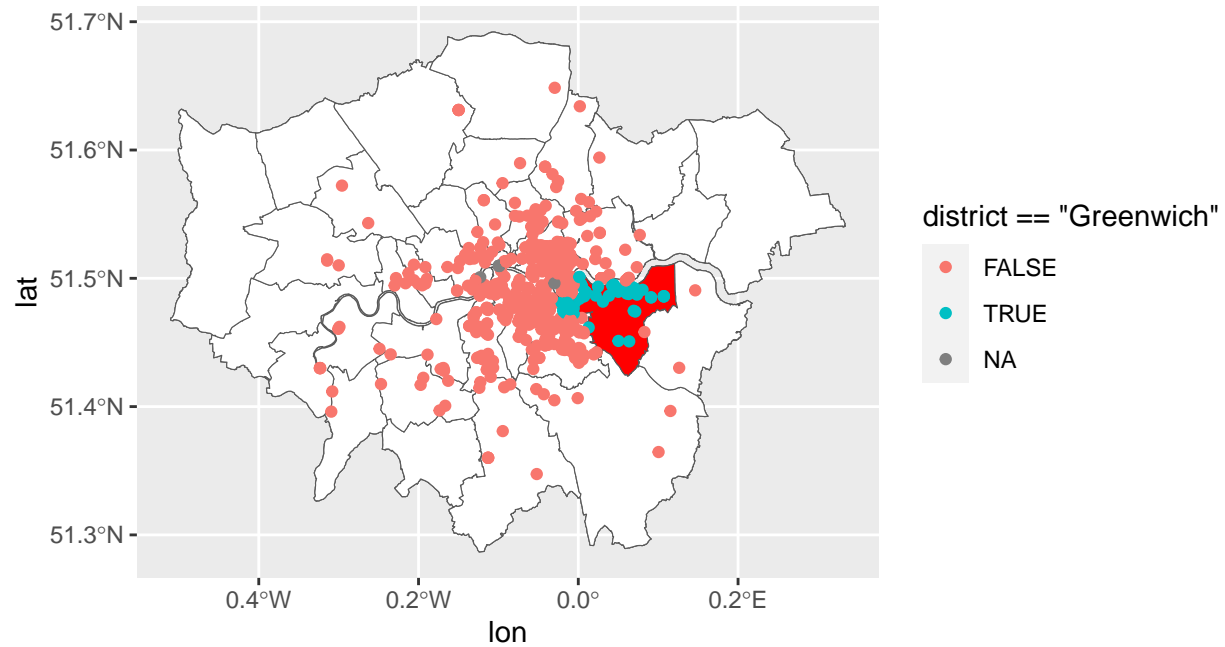 51.7°N
51.6°N
51.5°N
51.4°N
51.3°N
lat
0.4°W
0.2°W
0.0°
0.2°E
lon
district == "Greenwich"
FALSE
TRUE
NA